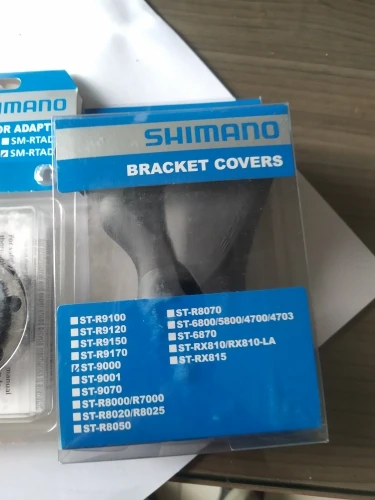 SHIMANO
BRACKET COVERS
ST-R9100
ST-R9120
ST-R9150
ST-R9170
ST-9000
ST-9001
ST-9070
ST-R8000/R7000
ST-R8020/R8025
ST-R8050
ST-R8070
ST-6800/5800/4700/4703
ST-6870
ST-RX810/RX810-LA
ST-RX815
IMANO
OR ADAPT
SM-RTAD
SM-RTAD